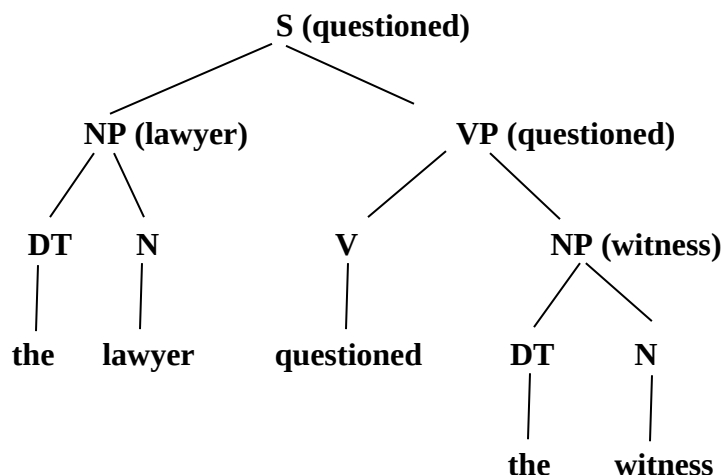 S (questioned)
NP (lawyer) VP (questioned)
DT N V NP (witness)
the lawyer questioned DT N
the witness